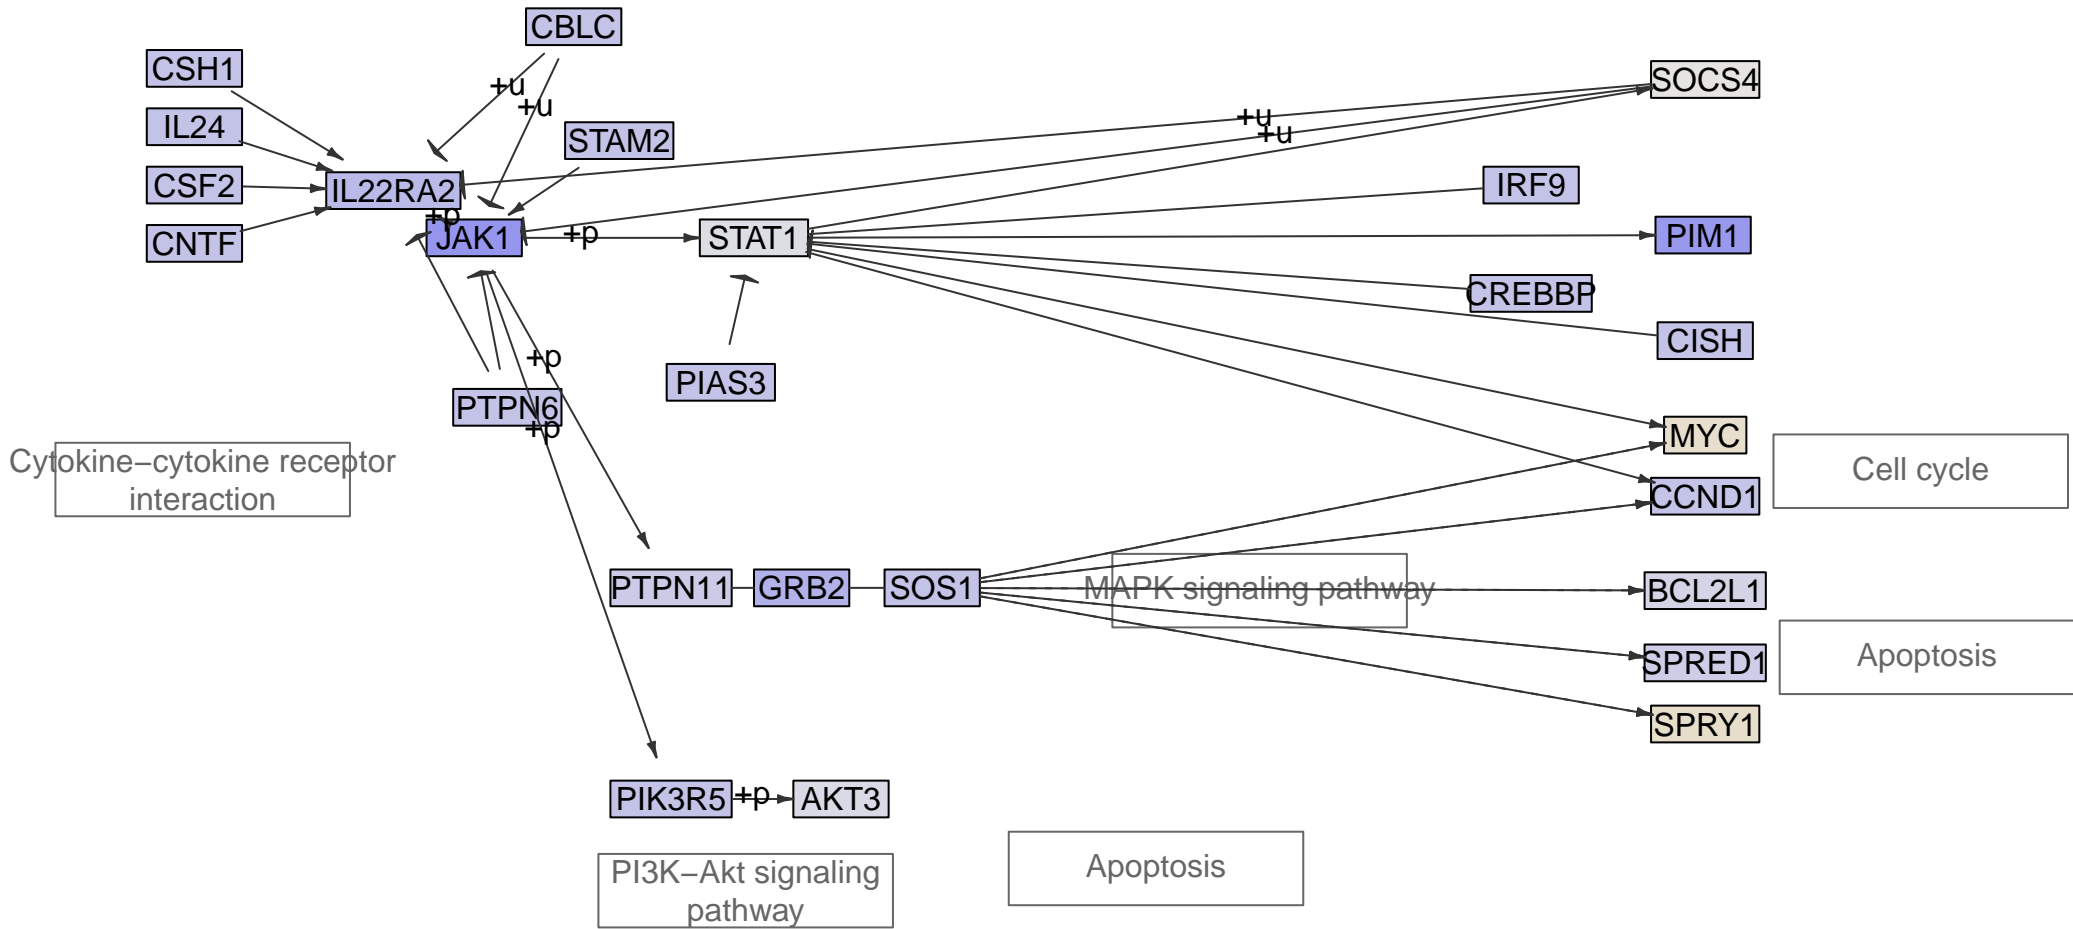 CBLC
CSH1
SOCS4
+u
+u
+u
IL24
+u
STAM2
CSF2
IL22RA2
IRF9
+p
CNTF
JAK1
+p
STAT1
PIM1
CREBBP
CISH
+p
PIAS3
PTPN6
+p
MYC
Cytokine−cytokine receptor
interaction
Cell cycle
CCND1
PTPN11
GRB2
SOS1
MAPK signaling pathway
BCL2L1
SPRED1
Apoptosis
SPRY1
PIK3R5
+p
AKT3
Apoptosis
PI3K−Akt signaling
pathway